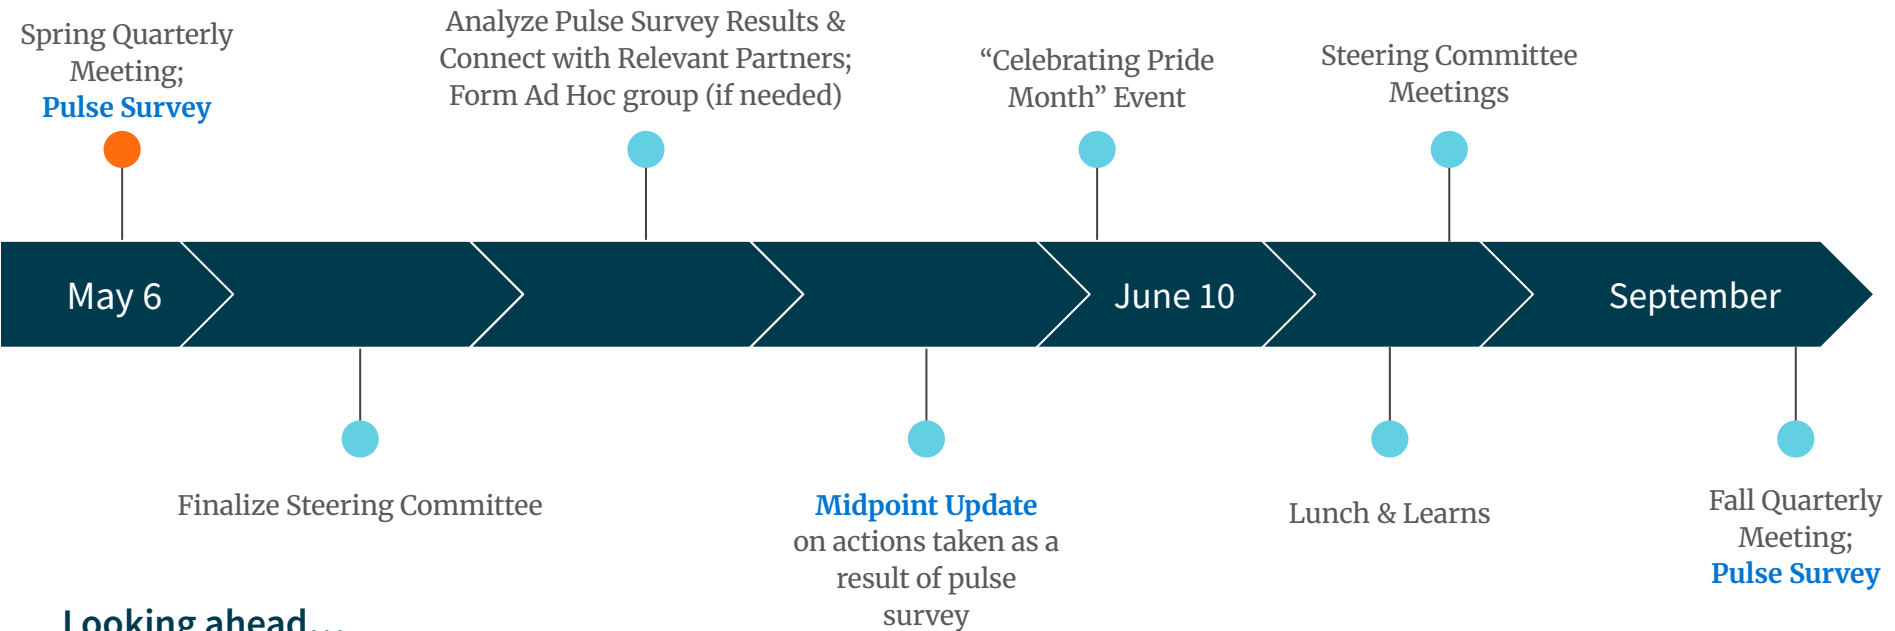 Spring Quarterly
Meeting;
Pulse Survey
Analyze Pulse Survey Results &
Connect with Relevant Partners;
Form Ad Hoc group (if needed)
“Celebrating Pride
Month” Event
Steering Committee
Meetings
May 6
June 10
September
Finalize Steering Committee
Midpoint Update
on actions taken as a
result of pulse
survey
Lunch & Learns
Fall Quarterly
Meeting;
Pulse Survey
Looking ahead...